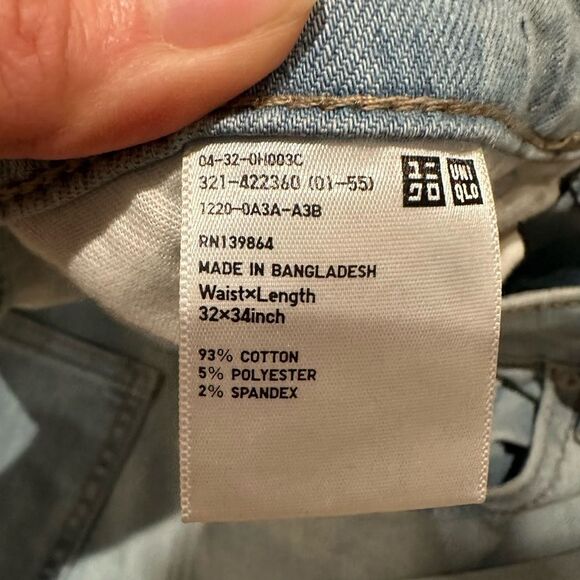 04-32-0H003C
321-422360 (01-55)
ユニ
クロ
UNI
QLO
1220-0A3A-A3B
RN139864
MADE IN BANGLADESH
Waist×Length
32×34inch
93% COTTON
5% POLYESTER
2% SPANDEX